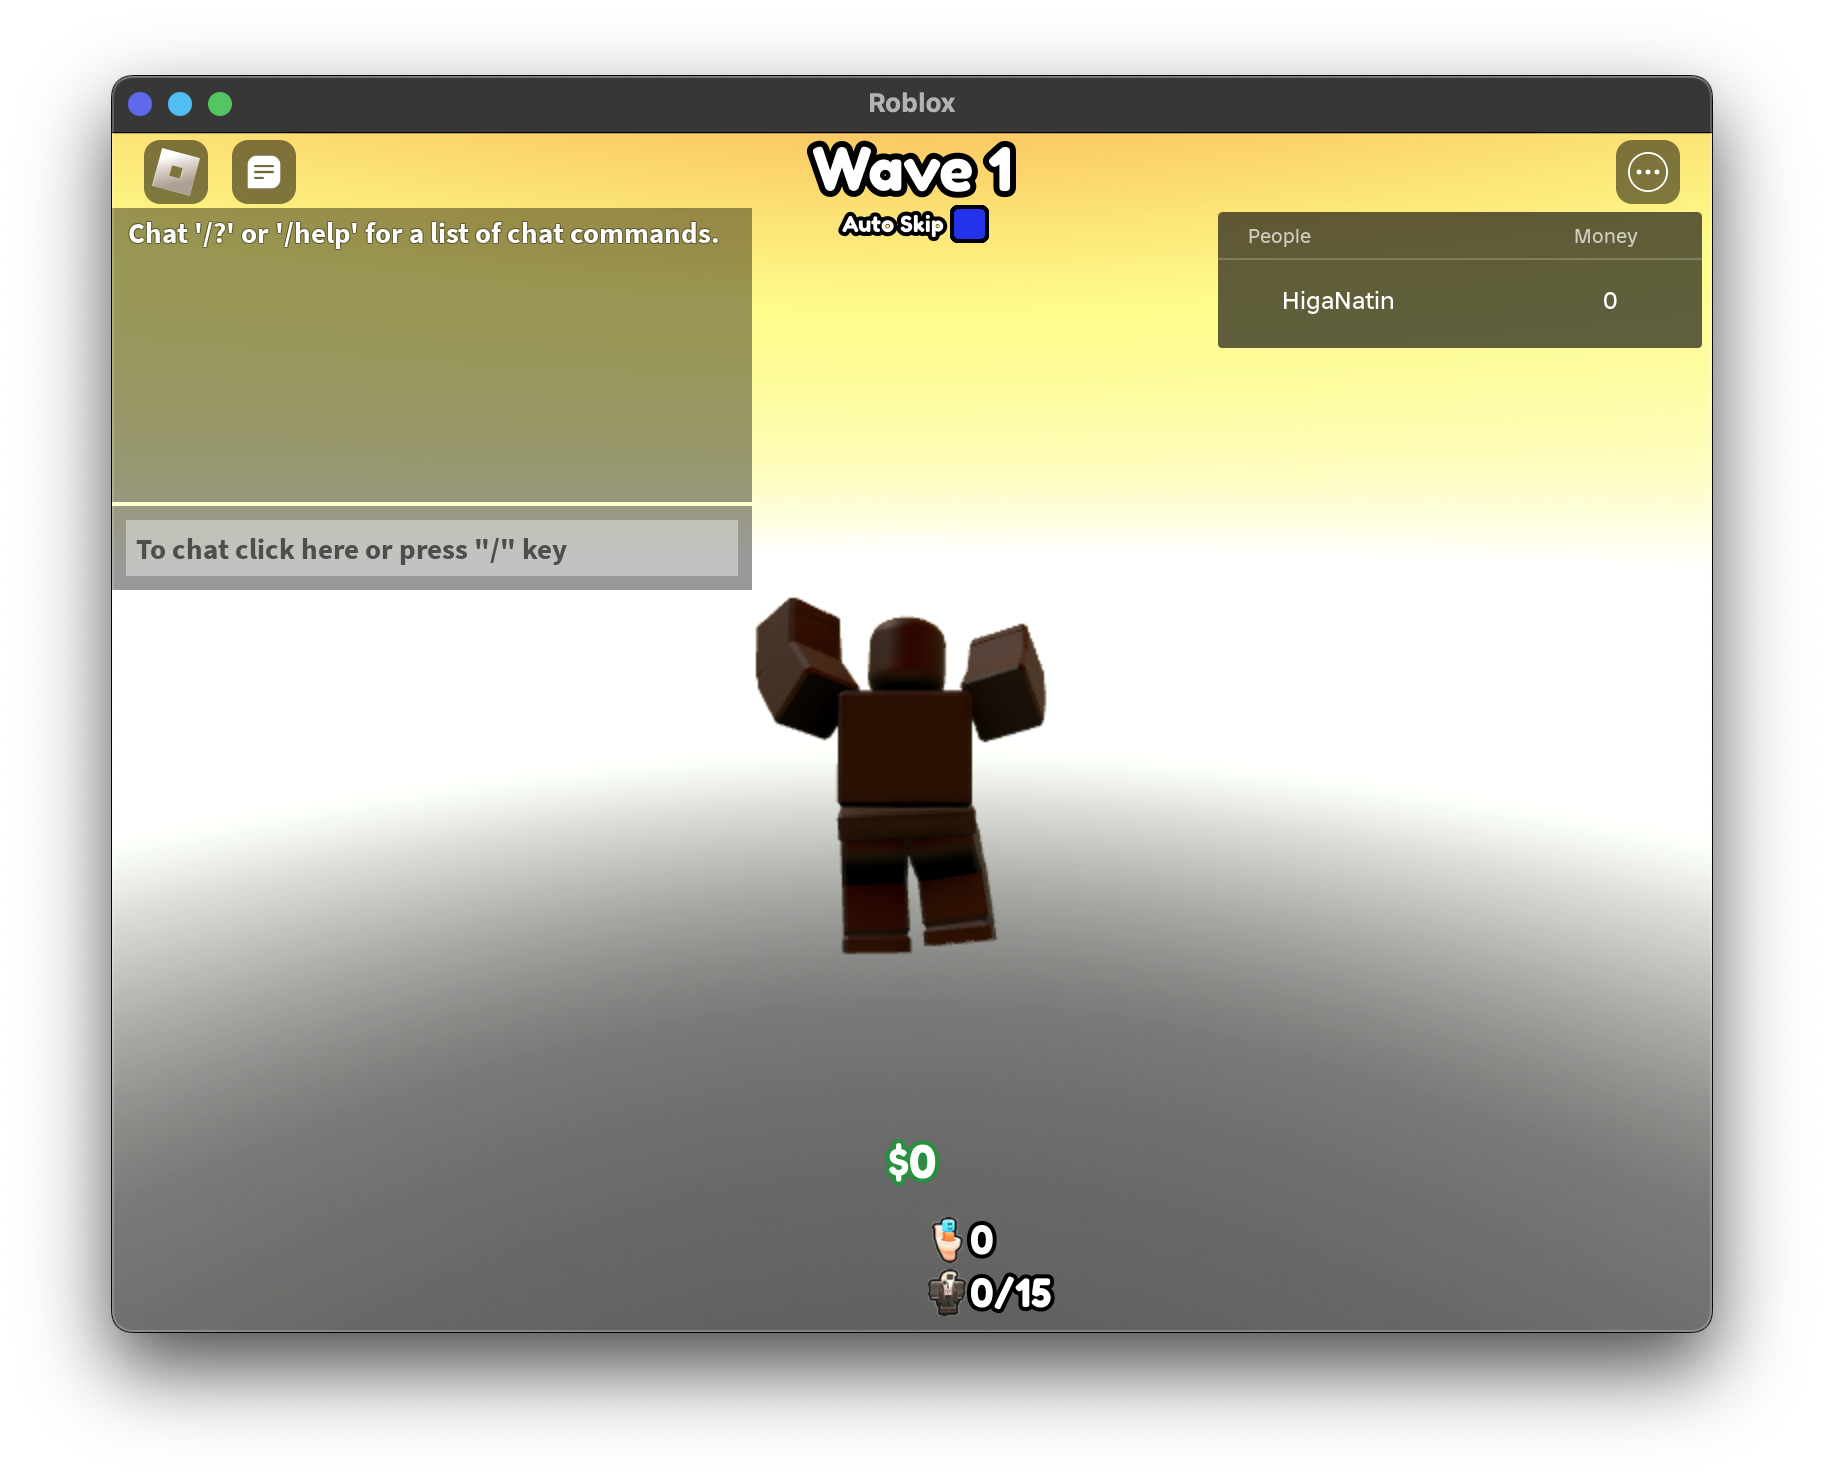 Roblox
Wave 1
Auto Skip
Chat '/?' or '/help' for a list of chat commands.
To chat click here or press "/" key
People Money
HigaNatin 0
$0
0
0/15